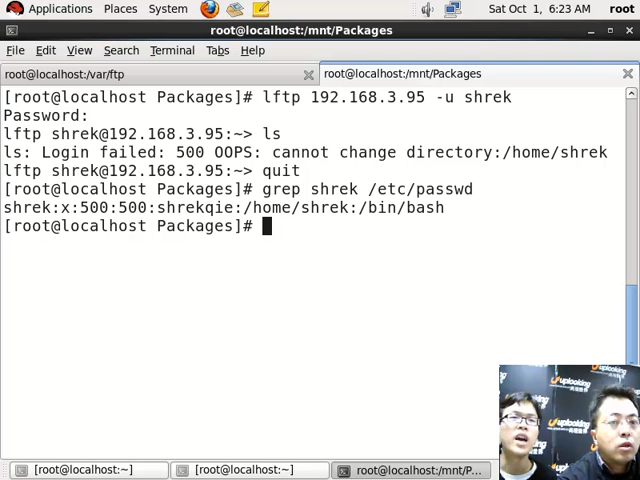 Applications Places System Sat Oct 1, 6:23 AM root
root@localhost:/mnt/Packages
File Edit View Search Terminal Tabs Help
root@localhost:/var/ftp
root@localhost:/mnt/Packages
[root@localhost Packages]# lftp 192.168.3.95 -u shrek
Password:
lftp shrek@192.168.3.95:~> ls
ls: Login failed: 500 OOPS: cannot change directory:/home/shrek
lftp shrek@192.168.3.95:~> quit
[root@localhost Packages]# grep shrek /etc/passwd
shrek:x:500:500:shrekqie:/home/shrek:/bin/bash
[root@localhost Packages]#
uplooking
[root@localhost:~]
[root@localhost:~]
root@localhost:/mnt/P...